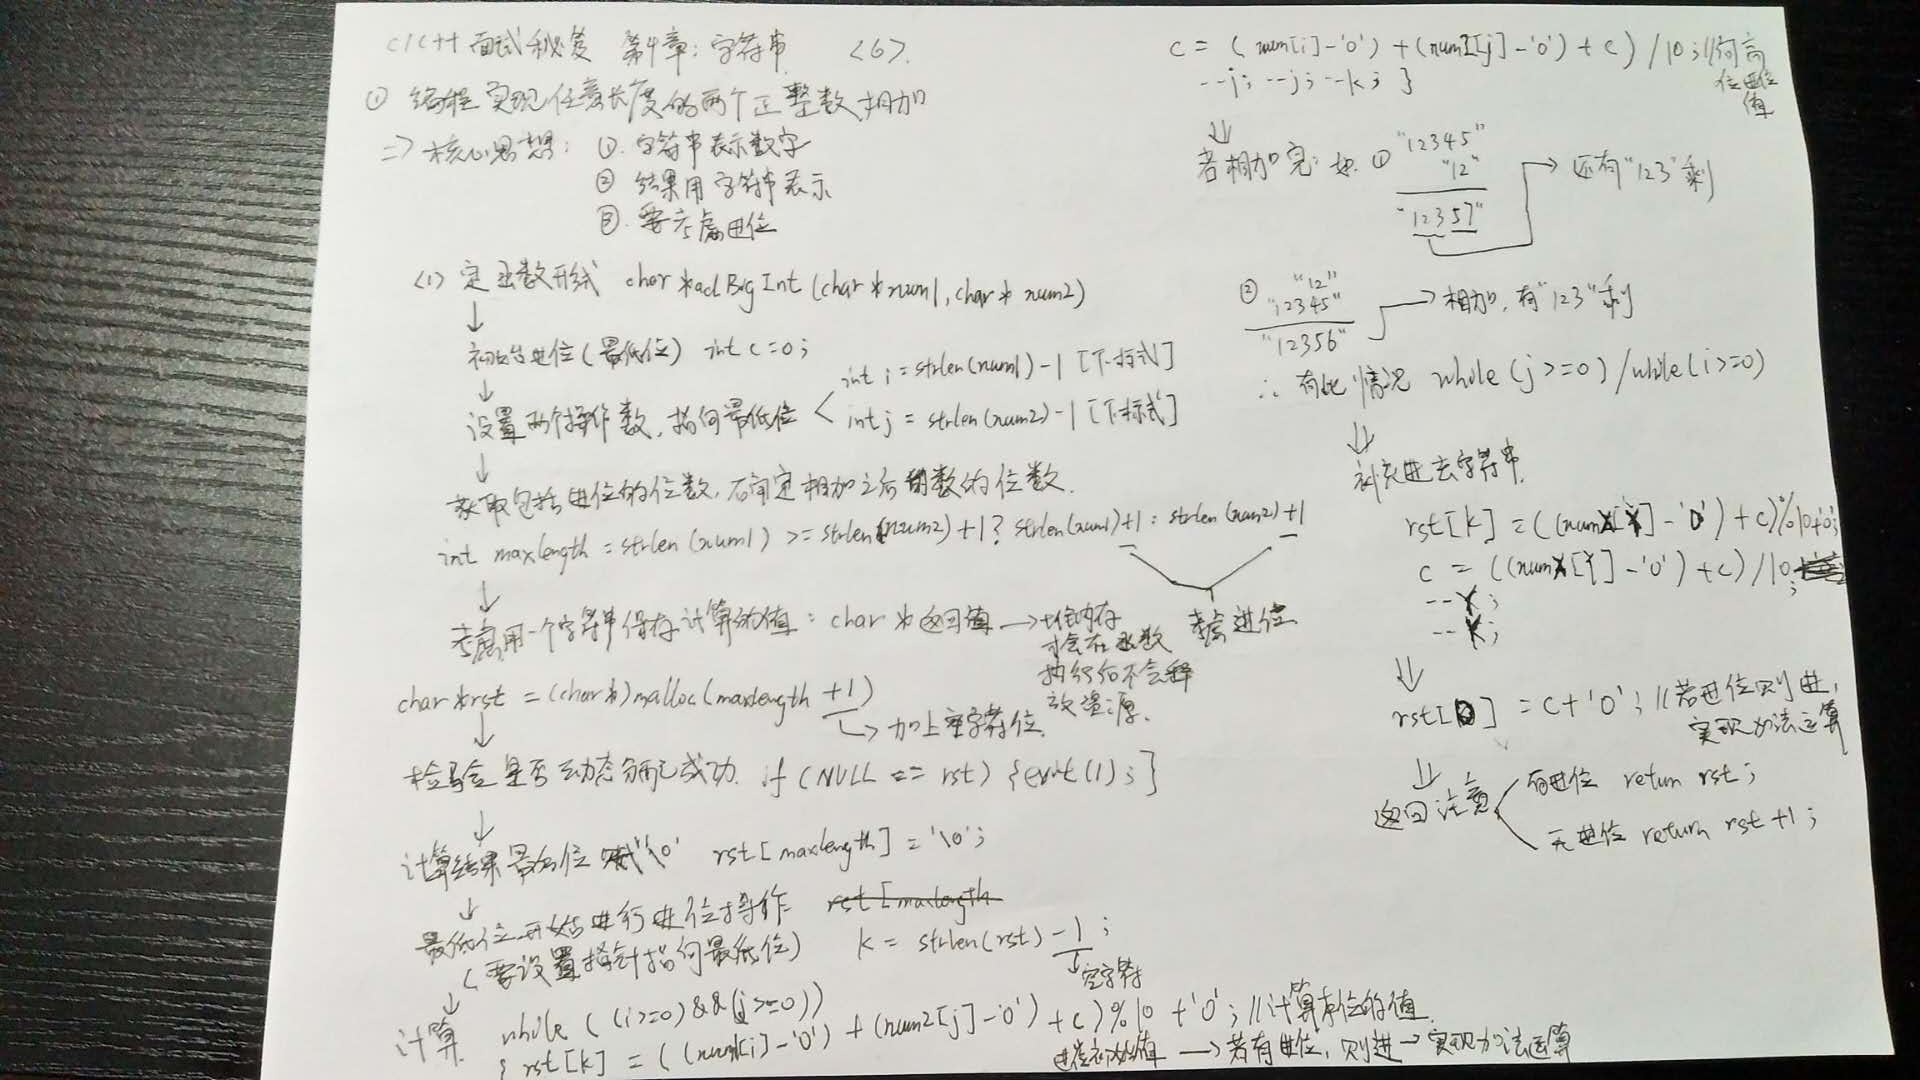 C/C++ 面试秘笈 第4章：字符串 <6>.
① 编程实现任意长度的两个正整数相加
=> 核心思想： ①. 字符串表示数字
② 结果用字符串表示
③. 要考虑进位
<1> 定函数形式 char *adBigInt (char *num1, char * num2)
↓
初始进位(最低位) int c=0;
↓
设置两个操作数, 指向最低位 < int i = strlen(num1) - 1 [下标式]
int j = strlen(num2) - 1 [下标式]
↓
获取包括进位的位数, 确定相加之后的数的位数.
int maxlength = strlen(num1) >= strlen(num2) + 1 ? strlen(num1)+1 : strlen(num2)+1
考虑进位
↓
考虑用一个字符串保存计算的值： char * 返回值 → 堆内存
才会在函数
执行后不会释
放资源.
char *rst = (char*)malloc(maxlength +1)
↳ 加上空字符位.
↓
检验是否动态分配成功. if (NULL == rst) {exit(1);}
↓
计算结果最高位赋'\0' rst[maxlength] = '\0';
↓
最低位开始进行进位操作 rst[maxlength
(要设置指针指向最低位) k = strlen(rst) -1;
空字符
↓
计算. while ( (i>=0)&&(j>=0))
{ rst[k] = ( (num1[i]-'0') + (num2[j]-'0') + c)%10 + '0'; //计算本位的值.
→ 若有进位, 则进 → 实现加法运算
c = ( num[i]-'0') + (num2[j]-'0') + c) /10; //向高
位进位
值
--i; --j; --k; }
⇓
若相加完: 如. ① "12345"
"12"
"12357" → 还有"123"剩
② "12"
"12345"
"12356" → 相加, 有"123"剩
∴ 有此情况 while (j>=0) / while(i>=0)
⇓
补充进去字符串.
rst[k] = ((numX[Y] - '0') + c)%10+'0';
c = ((numX[Y] - '0') + c) /10;
--Y;
--k;
⇓
rst[0] = c+'0'; //若进位则进,
实现加法运算
⇓
返回注意 < 有进位 return rst;
无进位 return rst+1;